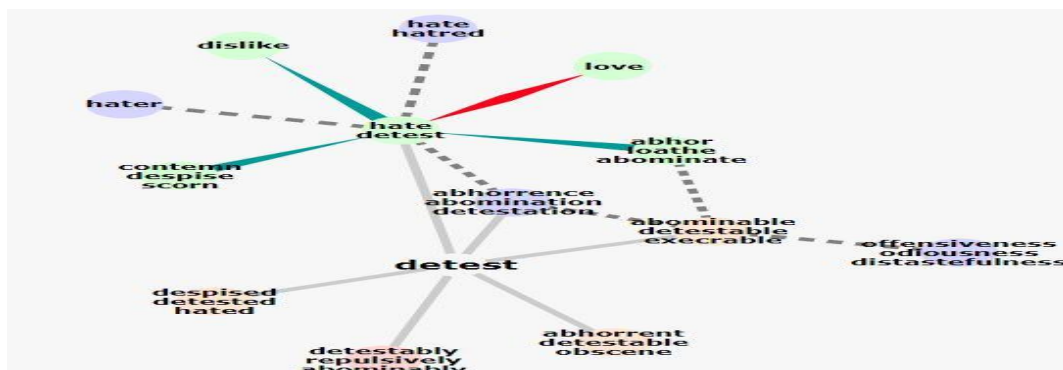 hate
hatred
dislike
love
hater
hate
detest
abhor
loathe
abominate
contemn
despise
scorn
abhorrence
abomination
detestation
abominable
detestable
execrable
offensiveness
odiousness
distastefulness
detest
despised
detested
hated
abhorrent
detestable
obscene
detestably
repulsively
abominably